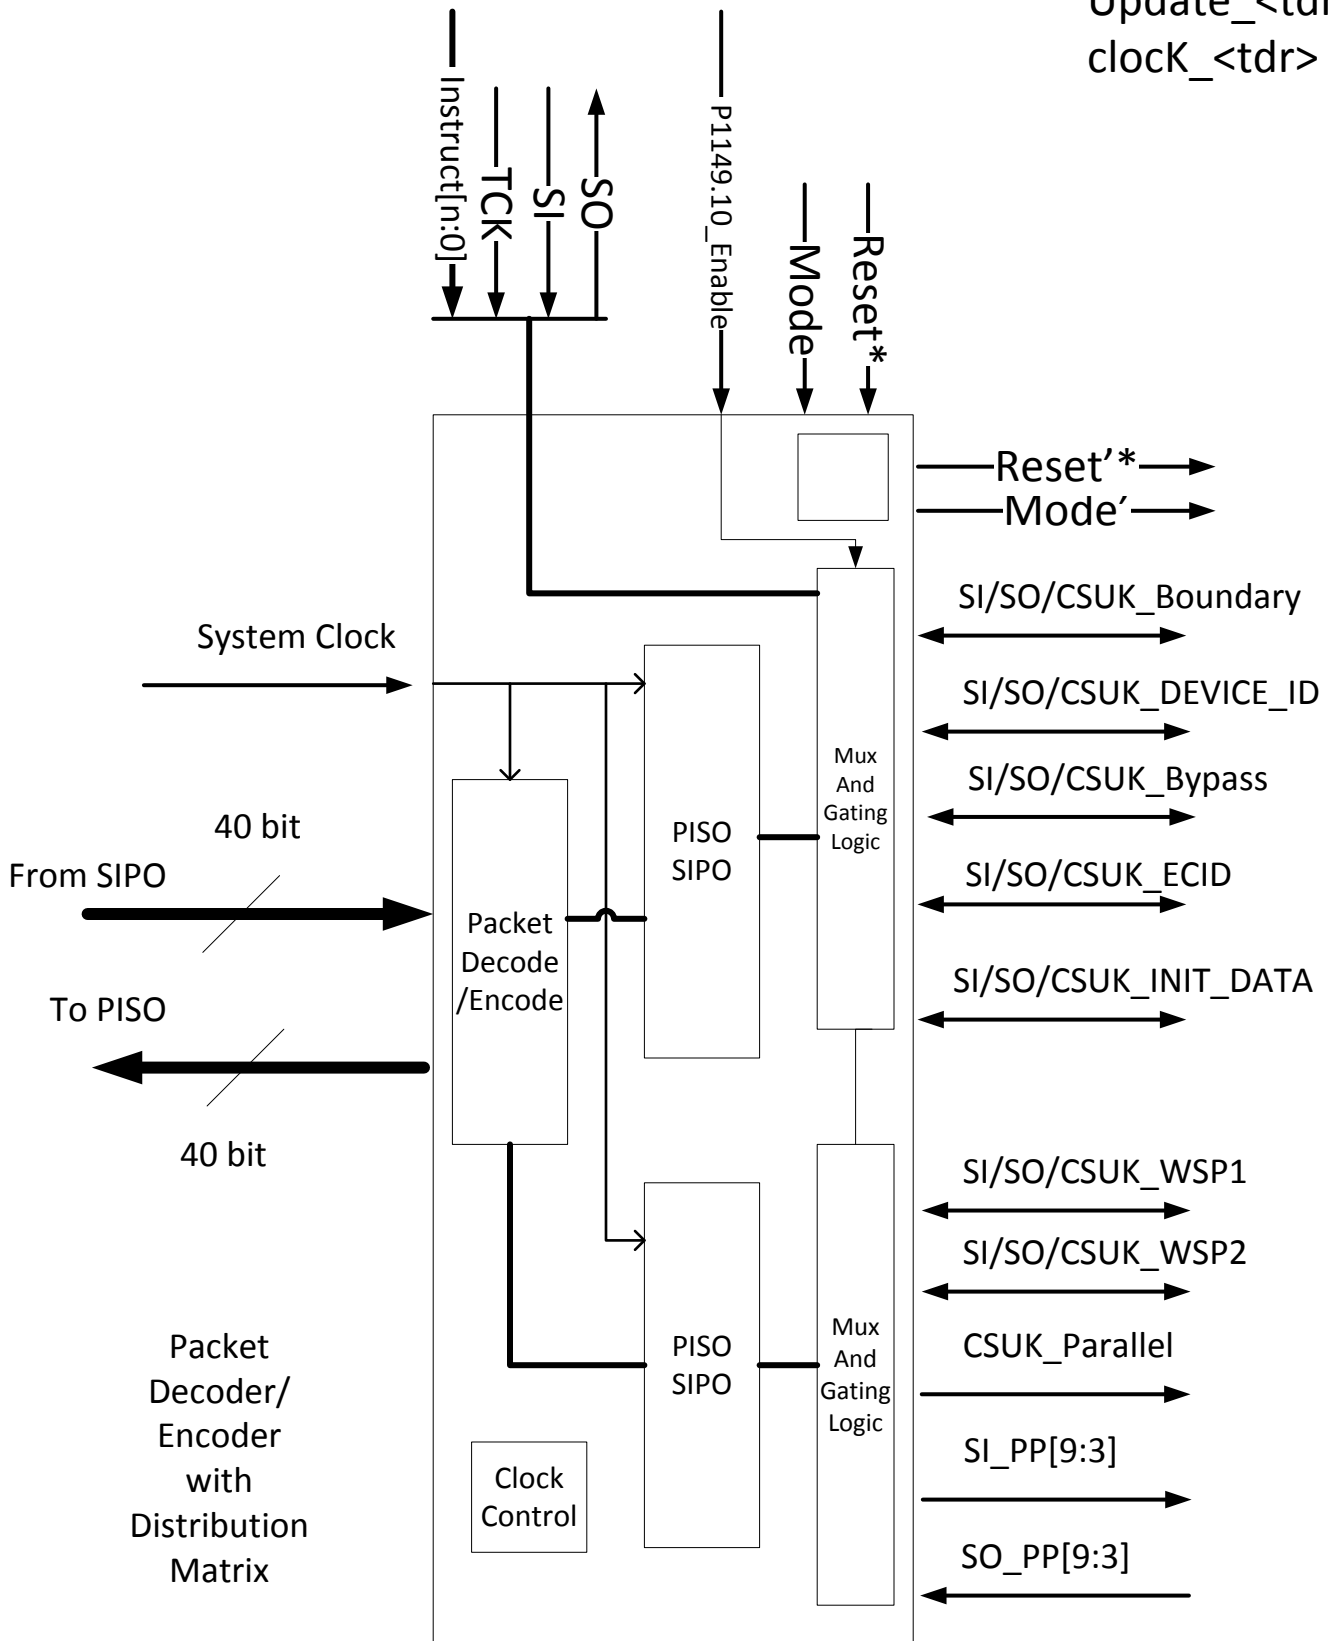 Update_<tdr
clocK_<tdr>
Instruct[n:0]
TCK
SI
SO
P1149.10_Enable
Mode
Reset*
Reset’*
Mode′
SI/SO/CSUK_Boundary
System Clock
SI/SO/CSUK_DEVICE_ID
Mux
And
Gating
Logic
SI/SO/CSUK_Bypass
40 bit
PISO
SIPO
From SIPO
SI/SO/CSUK_ECID
Packet
Decode
/Encode
To PISO
SI/SO/CSUK_INIT_DATA
40 bit
SI/SO/CSUK_WSP1
SI/SO/CSUK_WSP2
Packet
Decoder/
Encoder
with
Distribution
Matrix
PISO
SIPO
Mux
And
Gating
Logic
CSUK_Parallel
SI_PP[9:3]
Clock
Control
SO_PP[9:3]